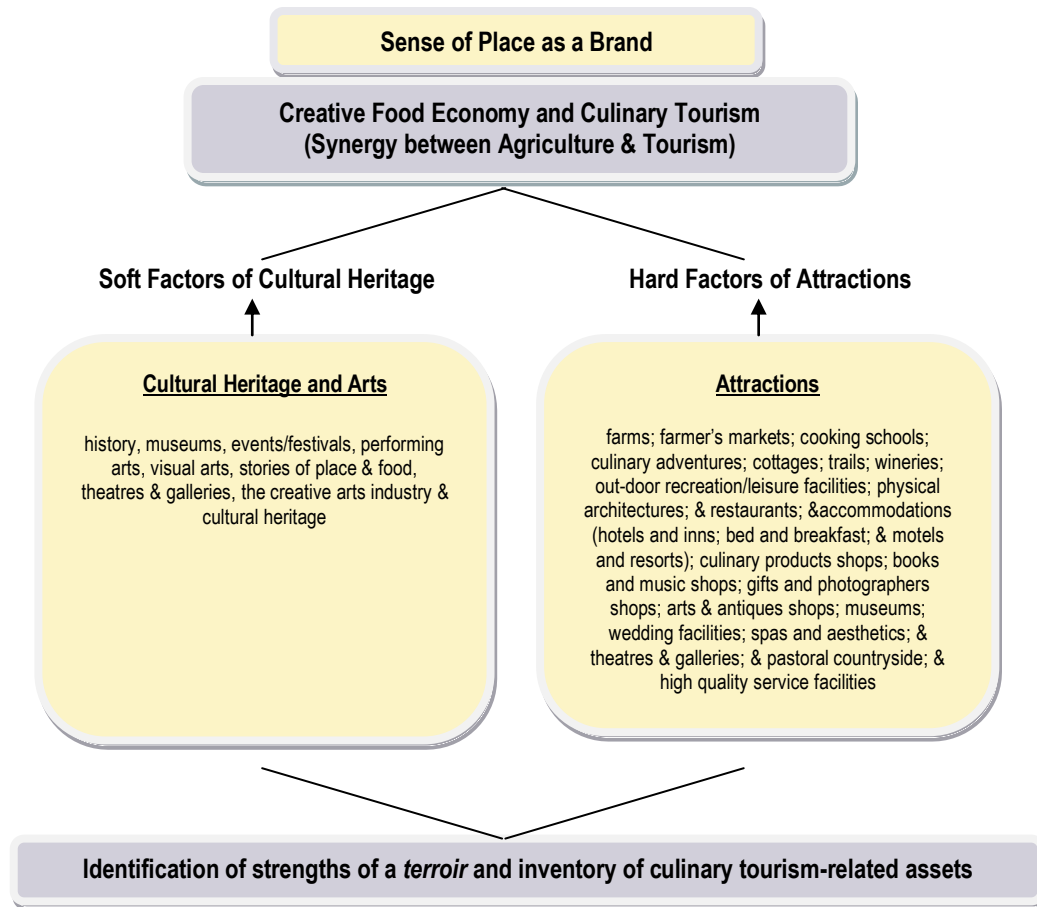 Sense of Place as a Brand
Creative Food Economy and Culinary Tourism
(Synergy between Agriculture & Tourism)
Soft Factors of Cultural Heritage
Hard Factors of Attractions
Cultural Heritage and Arts
history, museums, events/festivals, performing
arts, visual arts, stories of place & food,
theatres & galleries, the creative arts industry &
cultural heritage
Attractions
farms; farmer’s markets; cooking schools;
culinary adventures; cottages; trails; wineries;
out-door recreation/leisure facilities; physical
architectures; & restaurants; &accommodations
(hotels and inns; bed and breakfast; & motels
and resorts); culinary products shops; books
and music shops; gifts and photographers
shops; arts & antiques shops; museums;
wedding facilities; spas and aesthetics; &
theatres & galleries; & pastoral countryside; &
high quality service facilities
Identification of strengths of a terroir and inventory of culinary tourism-related assets